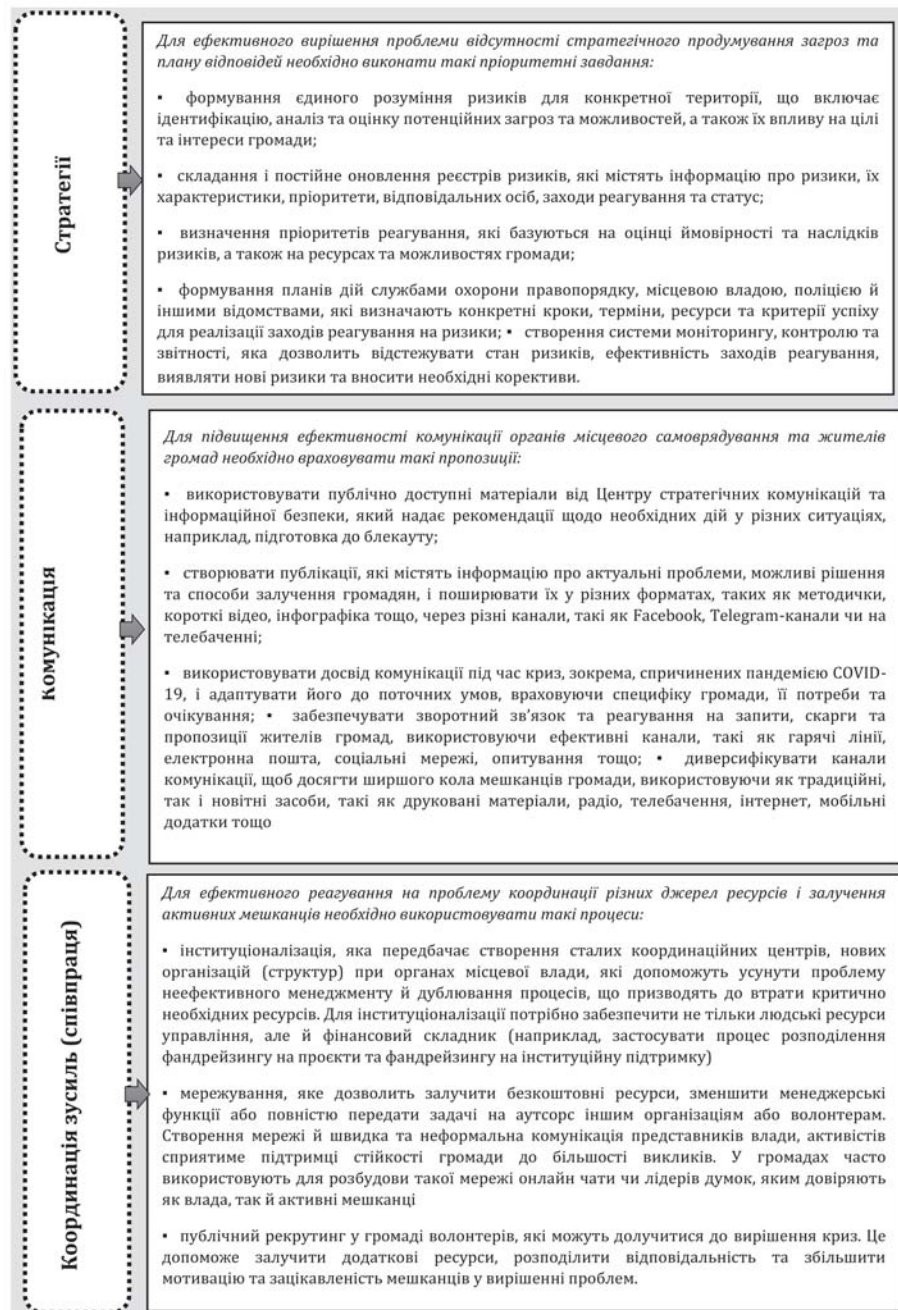 Стратегії
Для ефективного вирішення проблеми відсутності стратегічного продумування загроз та
плану відповідей необхідно виконати такі пріоритетні завдання:
▪ формування єдиного розуміння ризиків для конкретної території, що включає
ідентифікацію, аналіз та оцінку потенційних загроз та можливостей, а також їх впливу на цілі
та інтереси громади;
▪ складання і постійне оновлення реєстрів ризиків, які містять інформацію про ризики, їх
характеристики, пріоритети, відповідальних осіб, заходи реагування та статус;
▪ визначення пріоритетів реагування, які базуються на оцінці ймовірності та наслідків
ризиків, а також на ресурсах та можливостях громади;
▪ формування планів дій службами охорони правопорядку, місцевою владою, поліцією й
іншими відомствами, які визначають конкретні кроки, терміни, ресурси та критерії успіху
для реалізації заходів реагування на ризики; ▪ створення системи моніторингу, контролю та
звітності, яка дозволить відстежувати стан ризиків, ефективність заходів реагування,
виявляти нові ризики та вносити необхідні корективи.
Комунікація
Для підвищення ефективності комунікації органів місцевого самоврядування та жителів
громад необхідно враховувати такі пропозиції:
▪ використовувати публічно доступні матеріали від Центру стратегічних комунікацій та
інформаційної безпеки, який надає рекомендації щодо необхідних дій у різних ситуаціях,
наприклад, підготовка до блекауту;
▪ створювати публікації, які містять інформацію про актуальні проблеми, можливі рішення
та способи залучення громадян, і поширювати їх у різних форматах, таких як методички,
короткі відео, інфографіка тощо, через різні канали, такі як Facebook, Telegram-канали чи на
телебаченні;
▪ використовувати досвід комунікації під час криз, зокрема, спричинених пандемією COVID-
19, і адаптувати його до поточних умов, враховуючи специфіку громади, її потреби та
очікування; ▪ забезпечувати зворотний зв'язок та реагування на запити, скарги та
пропозиції жителів громад, використовуючи ефективні канали, такі як гарячі лінії,
електронна пошта, соціальні мережі, опитування тощо; ▪ диверсифікувати канали
комунікації, щоб досягти ширшого кола мешканців громади, використовуючи як традиційні,
так і новітні засоби, такі як друковані матеріали, радіо, телебачення, інтернет, мобільні
додатки тощо
Координація зусиль (співпраця)
Для ефективного реагування на проблему координації різних джерел ресурсів і залучення
активних мешканців необхідно використовувати такі процеси:
▪ інституціоналізація, яка передбачає створення сталих координаційних центрів, нових
організацій (структур) при органах місцевої влади, які допоможуть усунути проблему
неефективного менеджменту й дублювання процесів, що призводять до втрати критично
необхідних ресурсів. Для інституціоналізації потрібно забезпечити не тільки людські ресурси
управління, але й фінансовий складник (наприклад, застосувати процес розподілення
фандрейзингу на проєкти та фандрейзингу на інституційну підтримку)
▪ мережування, яке дозволить залучити безкоштовні ресурси, зменшити менеджерські
функції або повністю передати задачі на аутсорс іншим організаціям або волонтерам.
Створення мережі й швидка та неформальна комунікація представників влади, активістів
сприятиме підтримці стійкості громади до більшості викликів. У громадах часто
використовують для розбудови такої мережі онлайн чати чи лідерів думок, яким довіряють
як влада, так й активні мешканці
▪ публічний рекрутинг у громаді волонтерів, які можуть долучитися до вирішення криз. Це
допоможе залучити додаткові ресурси, розподілити відповідальність та збільшити
мотивацію та зацікавленість мешканців у вирішенні проблем.